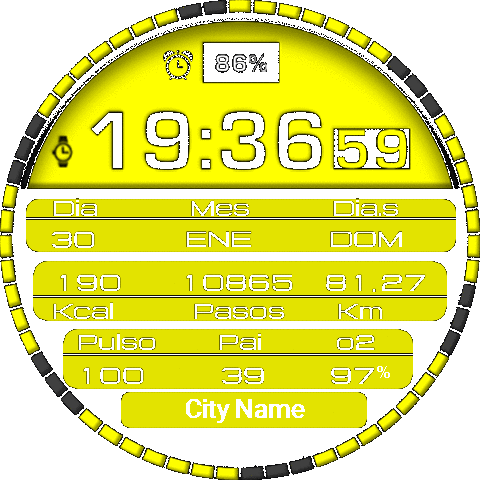 86%
19:36 59
Dia Mes Dia.s
30 ENE DOM
190 10865 81.27
Kcal Pasos Km
Pulso Pai o2
100 39 97%
City Name